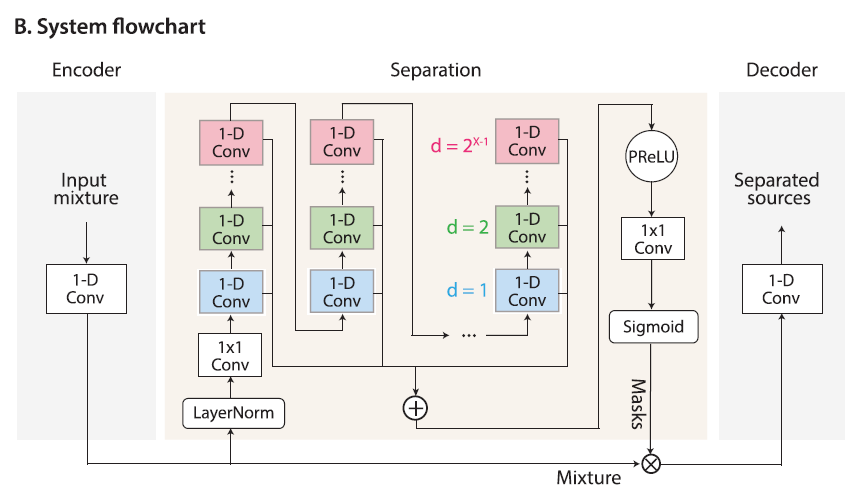 B. System flowchart
Encoder
Separation
Decoder
Input
mixture
1-D
Conv
1-D
Conv
⋮
1-D
Conv
1-D
Conv
1x1
Conv
LayerNorm
1-D
Conv
⋮
1-D
Conv
1-D
Conv
...
d = 2^X-1
1-D
Conv
⋮
d = 2
1-D
Conv
d = 1
1-D
Conv
+
PReLU
1x1
Conv
Sigmoid
Masks
Mixture
⊗
Separated
sources
1-D
Conv